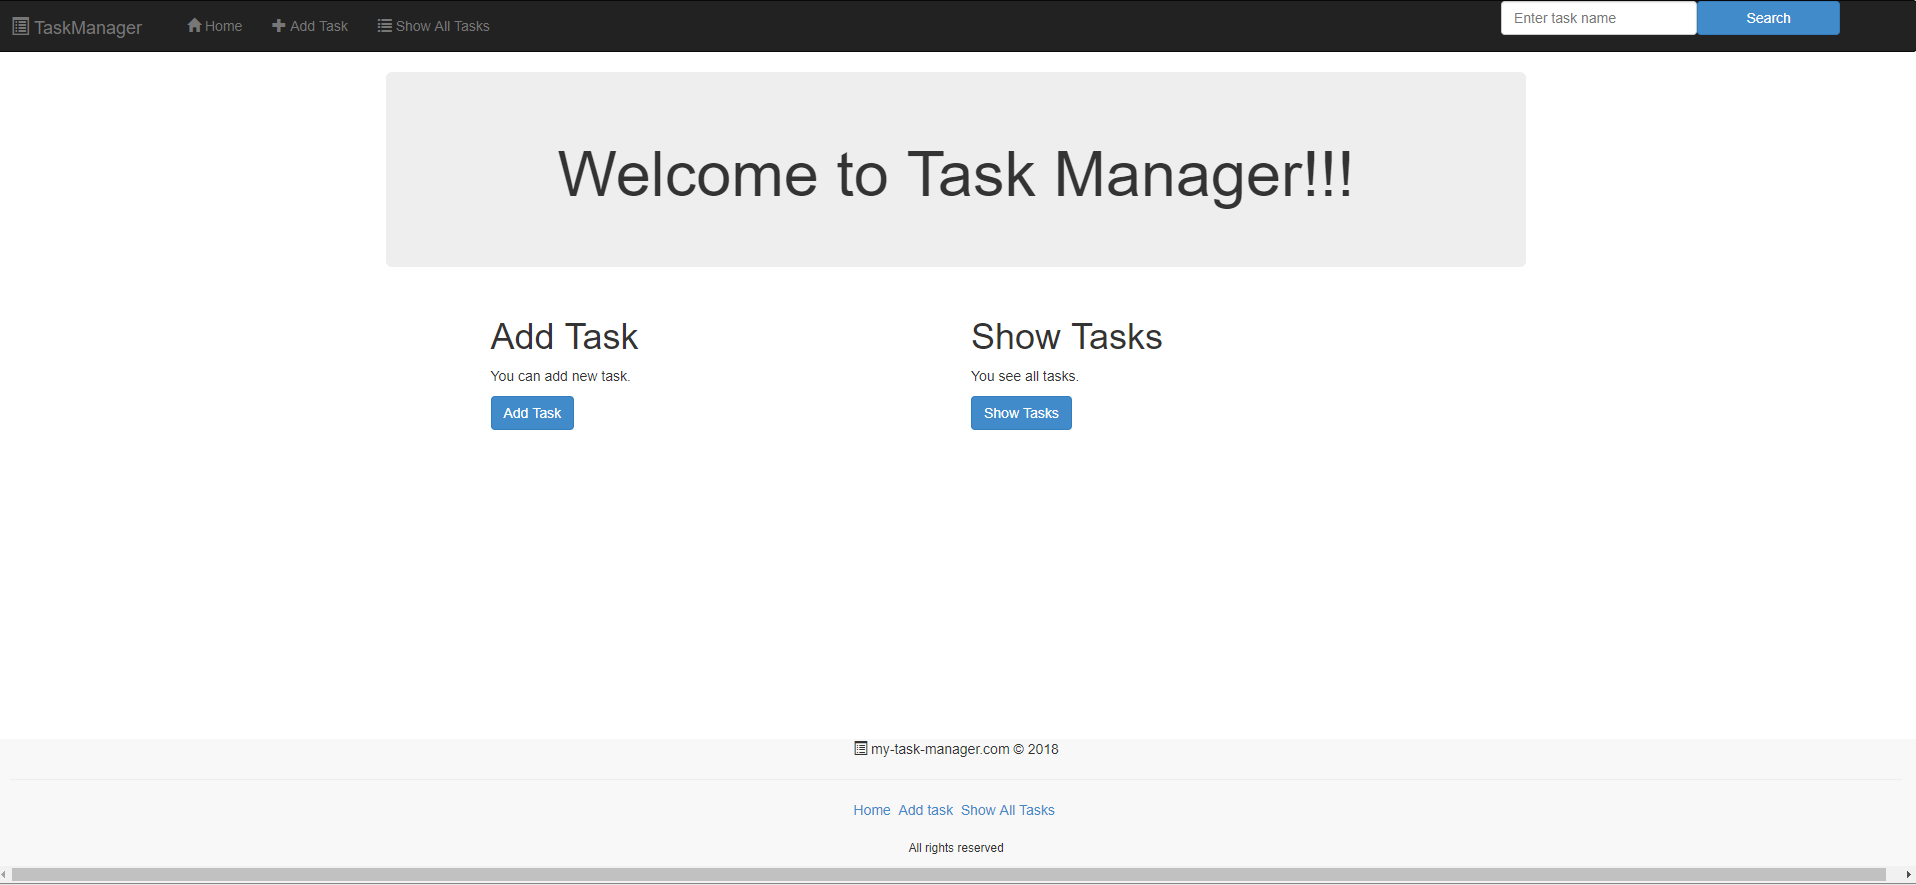 TaskManager Home Add Task Show All Tasks Enter task name Search
Welcome to Task Manager!!!
Add Task
You can add new task.
Add Task
Show Tasks
You see all tasks.
Show Tasks
my-task-manager.com © 2018
Home Add task Show All Tasks
All rights reserved